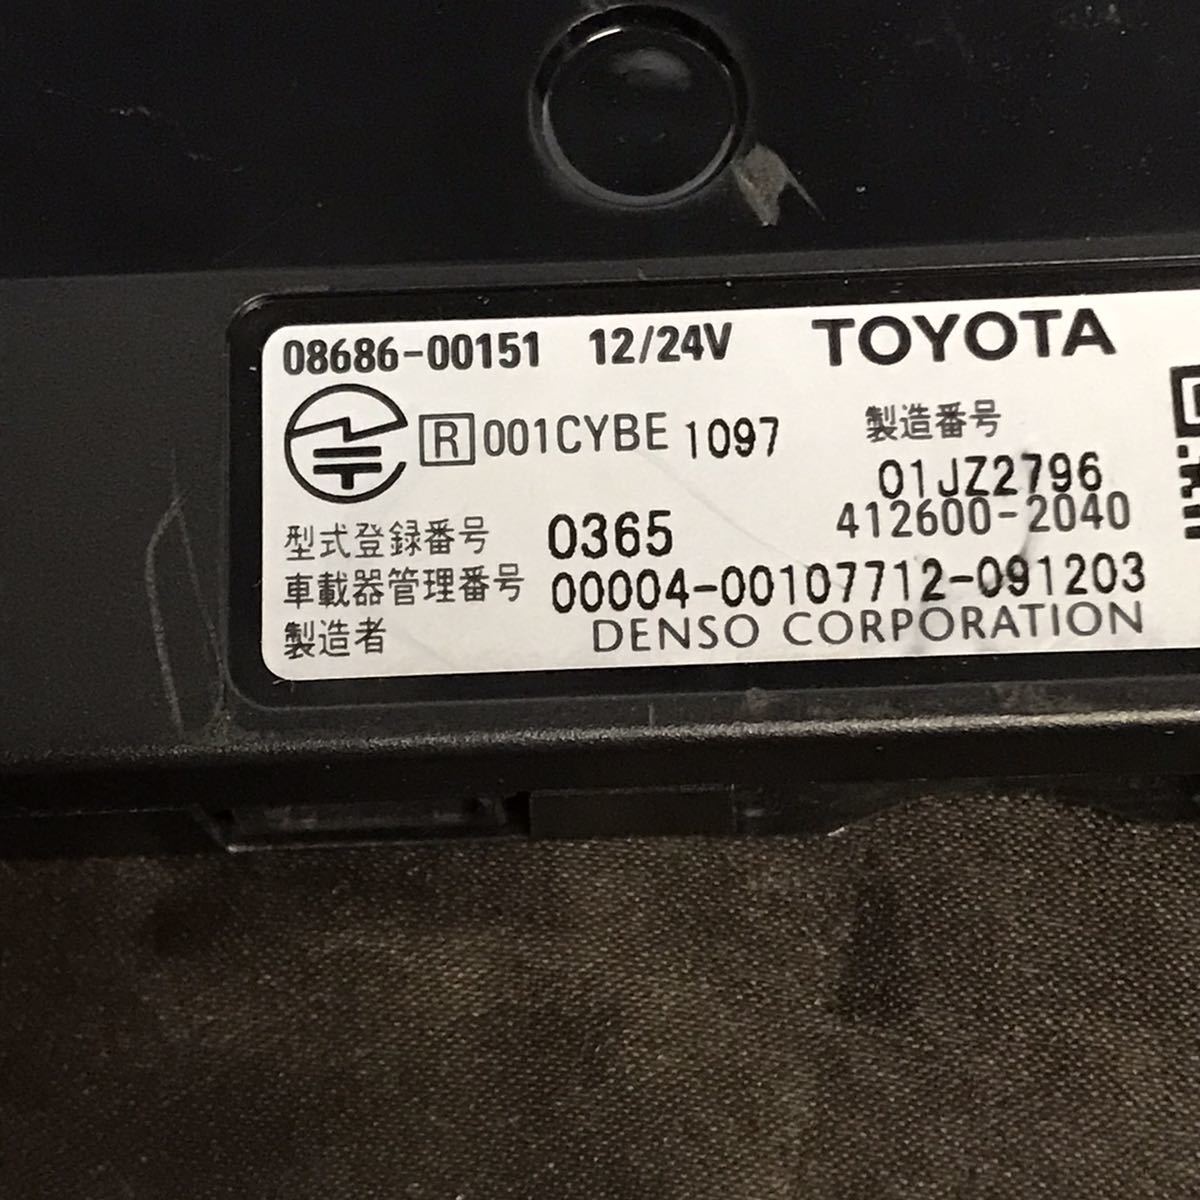 08686-00151 12/24V TOYOTA
R 001CYBE 1097 製造番号
01JZ2796
412600-2040
型式登録番号 0365
車載器管理番号 00004-00107712-091203
製造者 DENSO CORPORATION